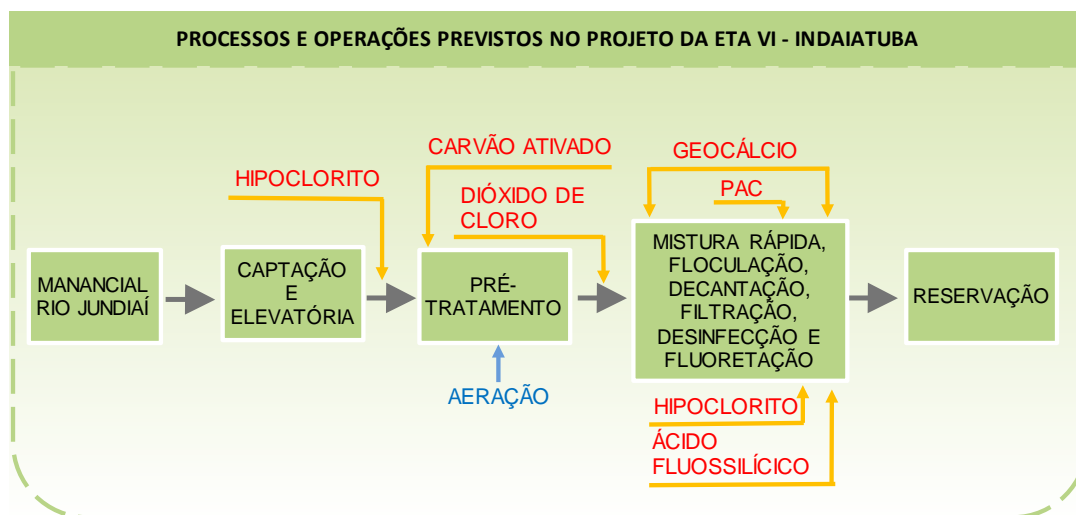 PROCESSOS E OPERAÇÕES PREVISTOS NO PROJETO DA ETA VI - INDAIATUBA
CARVÃO ATIVADO
GEOCÁLCIO
HIPOCLORITO
PAC
DIÓXIDO DE
CLORO
MANANCIAL
RIO JUNDIAÍ
CAPTAÇÃO
E
ELEVATÓRIA
PRÉ-
TRATAMENTO
MISTURA RÁPIDA,
FLOCULAÇÃO,
DECANTAÇÃO,
FILTRAÇÃO,
DESINFECÇÃO E
FLUORETAÇÃO
RESERVAÇÃO
AERAÇÃO
HIPOCLORITO
ÁCIDO
FLUOSSILÍCICO